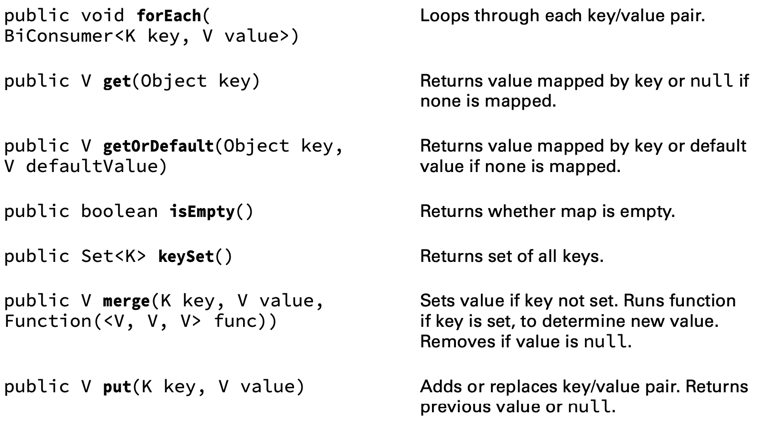 public void forEach(
BiConsumer<K key, V value>)
Loops through each key/value pair.
public V get(Object key)
Returns value mapped by key or null if
none is mapped.
public V getOrDefault(Object key,
V defaultValue)
Returns value mapped by key or default
value if none is mapped.
public boolean isEmpty()
Returns whether map is empty.
public Set<K> keySet()
Returns set of all keys.
public V merge(K key, V value,
Function(<V, V, V> func))
Sets value if key not set. Runs function
if key is set, to determine new value.
Removes if value is null.
public V put(K key, V value)
Adds or replaces key/value pair. Returns
previous value or null.